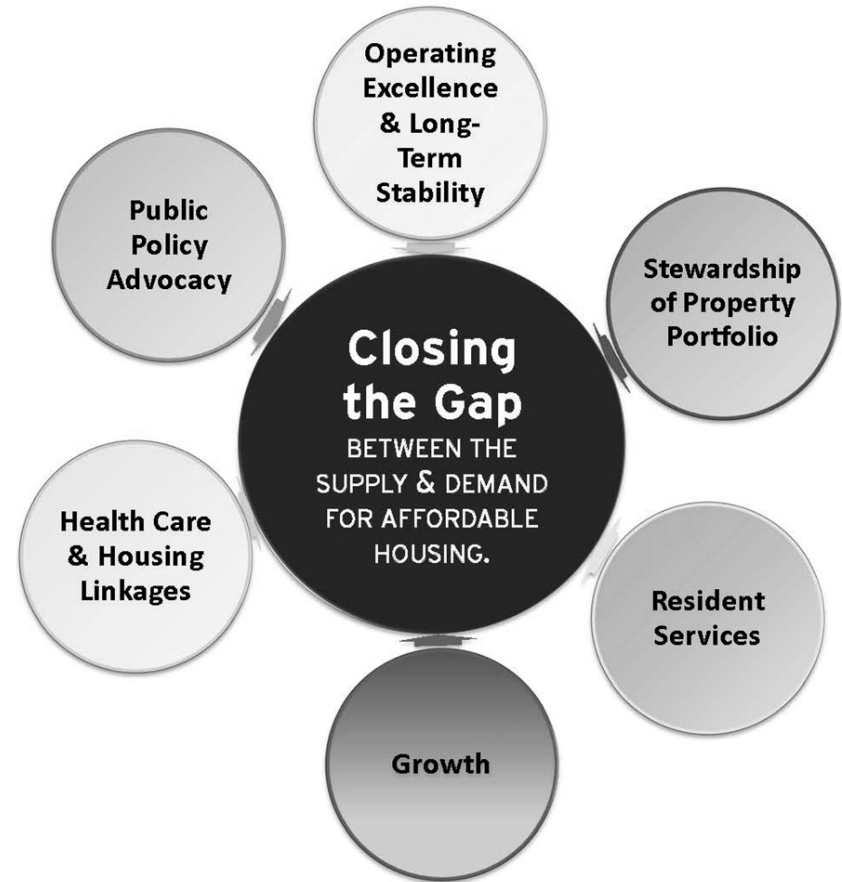 Operating
Excellence
& Long-
Term
Stability
Public
Policy
Advocacy
Stewardship
of Property
Portfolio
Closing
the Gap
BETWEEN THE
SUPPLY & DEMAND
FOR AFFORDABLE
HOUSING.
Health Care
& Housing
Linkages
Resident
Services
Growth